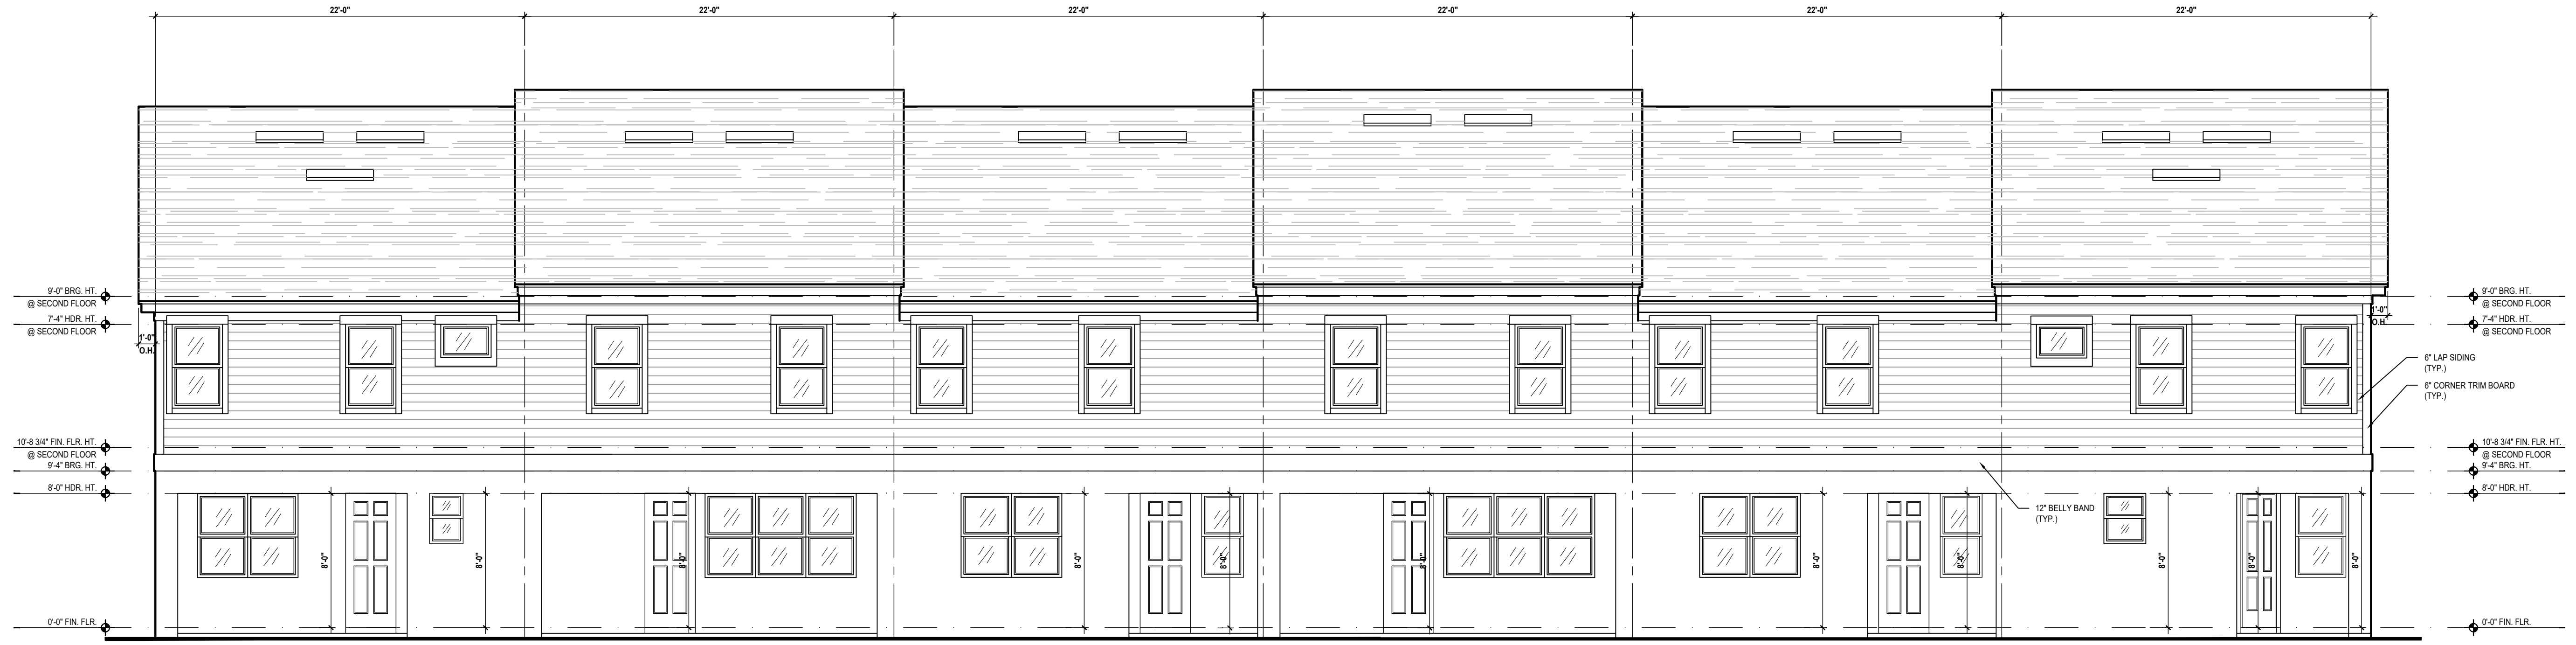 22'-0" 22'-0" 22'-0" 22'-0" 22'-0" 22'-0"
9'-0" BRG. HT.
@ SECOND FLOOR
7'-4" HDR. HT.
@ SECOND FLOOR
1'-0"
O.H.
10'-8 3/4" FIN. FLR. HT.
@ SECOND FLOOR
9'-4" BRG. HT.
8'-0" HDR. HT.
0'-0" FIN. FLR.
8'-0"
8'-0"
8'-0"
8'-0"
8'-0"
8'-0"
8'-0"
8'-0"
8'-0"
8'-0"
8'-0"
12" BELLY BAND
(TYP.)
9'-0" BRG. HT.
@ SECOND FLOOR
1'-0"
O.H.
7'-4" HDR. HT.
@ SECOND FLOOR
6" LAP SIDING
(TYP.)
6" CORNER TRIM BOARD
(TYP.)
10'-8 3/4" FIN. FLR. HT.
@ SECOND FLOOR
9'-4" BRG. HT.
8'-0" HDR. HT.
0'-0" FIN. FLR.